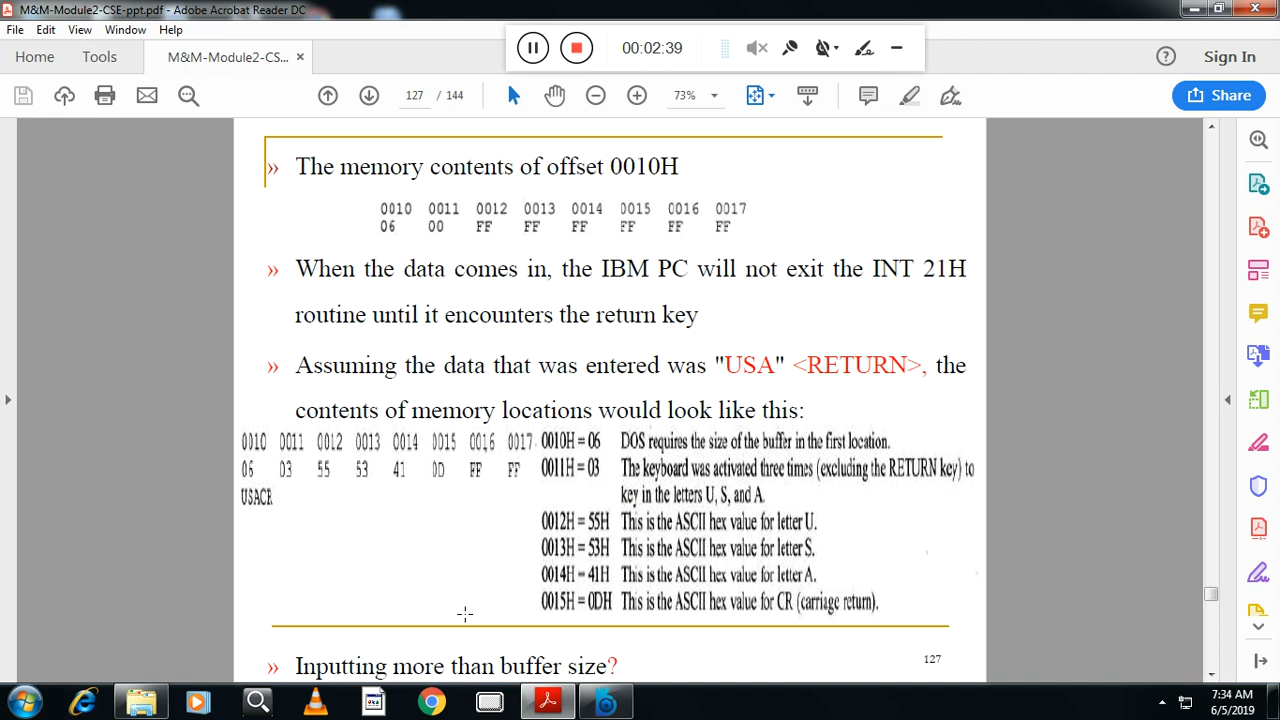 M&M-Module2-CSE-ppt.pdf - Adobe Acrobat Reader DC
File Edit View Window Help
00:02:39
Home Tools M&M-Module2-CS... × Sign In
127 / 144 73% Share
» The memory contents of offset 0010H
0010 0011 0012 0013 0014 0015 0016 0017
06 00 FF FF FF FF FF FF
» When the data comes in, the IBM PC will not exit the INT 21H
routine until it encounters the return key
» Assuming the data that was entered was "USA" <RETURN>, the
contents of memory locations would look like this:
0010 0011 0012 0013 0014 0015 0016 0017
06 03 55 53 41 0D FF FF
USACR
0010H = 06 DOS requires the size of the buffer in the first location.
0011H = 03 The keyboard was activated three times (excluding the RETURN key) to
key in the letters U, S, and A.
0012H = 55H This is the ASCII hex value for letter U.
0013H = 53H This is the ASCII hex value for letter S.
0014H = 41H This is the ASCII hex value for letter A.
0015H = 0DH This is the ASCII hex value for CR (carriage return).
» Inputting more than buffer size?
127
7:34 AM
6/5/2019